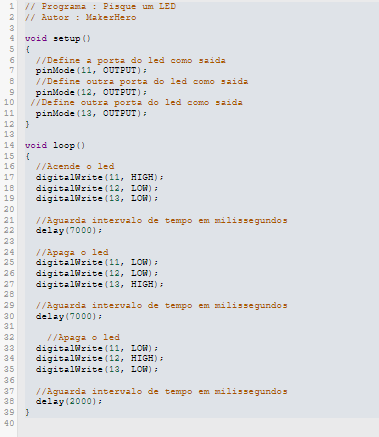 1 // Programa : Pisque um LED
2 // Autor : MakerHero
3
4 void setup()
5 {
6 //Define a porta do led como saida
7 pinMode(11, OUTPUT);
8 //Define outra porta do led como saida
9 pinMode(12, OUTPUT);
10 //Define outra porta do led como saida
11 pinMode(13, OUTPUT);
12 }
13
14 void loop()
15 {
16 //Acende o led
17 digitalWrite(11, HIGH);
18 digitalWrite(12, LOW);
19 digitalWrite(13, LOW);
20
21 //Aguarda intervalo de tempo em milissegundos
22 delay(7000);
23
24 //Apaga o led
25 digitalWrite(11, LOW);
26 digitalWrite(12, LOW);
27 digitalWrite(13, HIGH);
28
29 //Aguarda intervalo de tempo em milissegundos
30 delay(7000);
31
32 //Apaga o led
33 digitalWrite(11, LOW);
34 digitalWrite(12, HIGH);
35 digitalWrite(13, LOW);
36
37 //Aguarda intervalo de tempo em milissegundos
38 delay(2000);
39 }
40